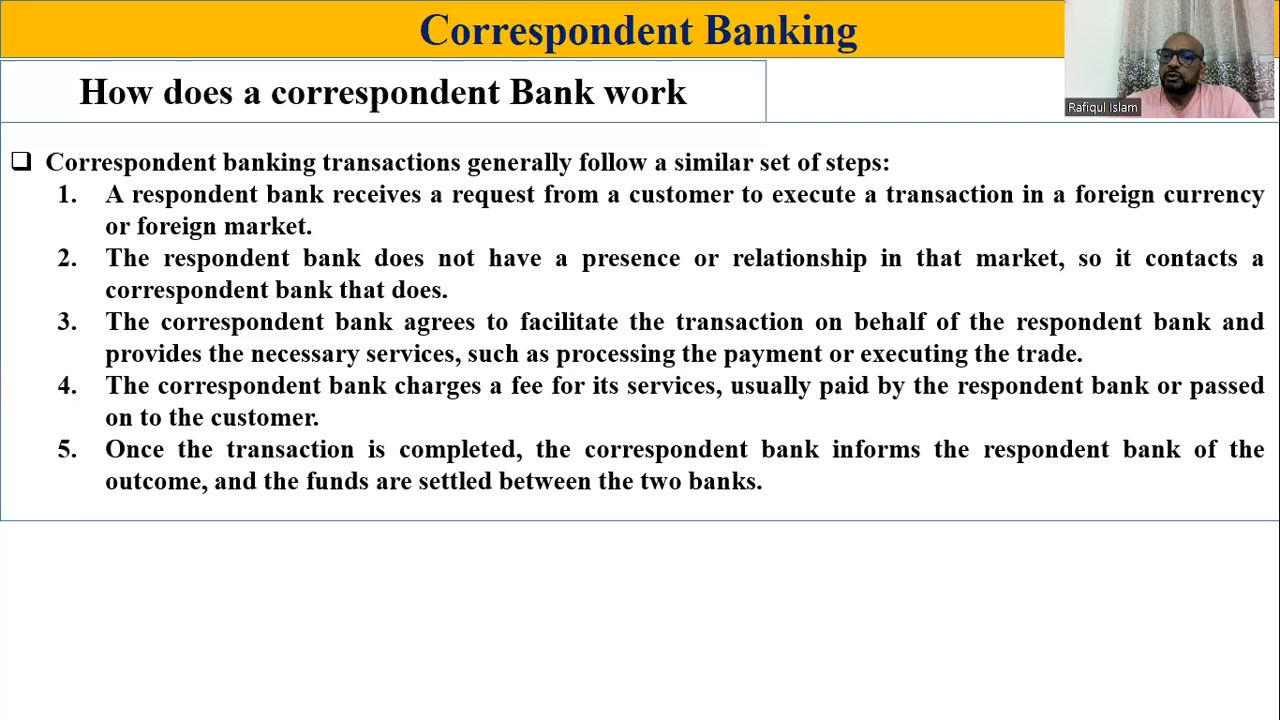 Correspondent Banking
Rafiqul Islam
How does a correspondent Bank work
❑ Correspondent banking transactions generally follow a similar set of steps:
1. A respondent bank receives a request from a customer to execute a transaction in a foreign currency
or foreign market.
2. The respondent bank does not have a presence or relationship in that market, so it contacts a
correspondent bank that does.
3. The correspondent bank agrees to facilitate the transaction on behalf of the respondent bank and
provides the necessary services, such as processing the payment or executing the trade.
4. The correspondent bank charges a fee for its services, usually paid by the respondent bank or passed
on to the customer.
5. Once the transaction is completed, the correspondent bank informs the respondent bank of the
outcome, and the funds are settled between the two banks.